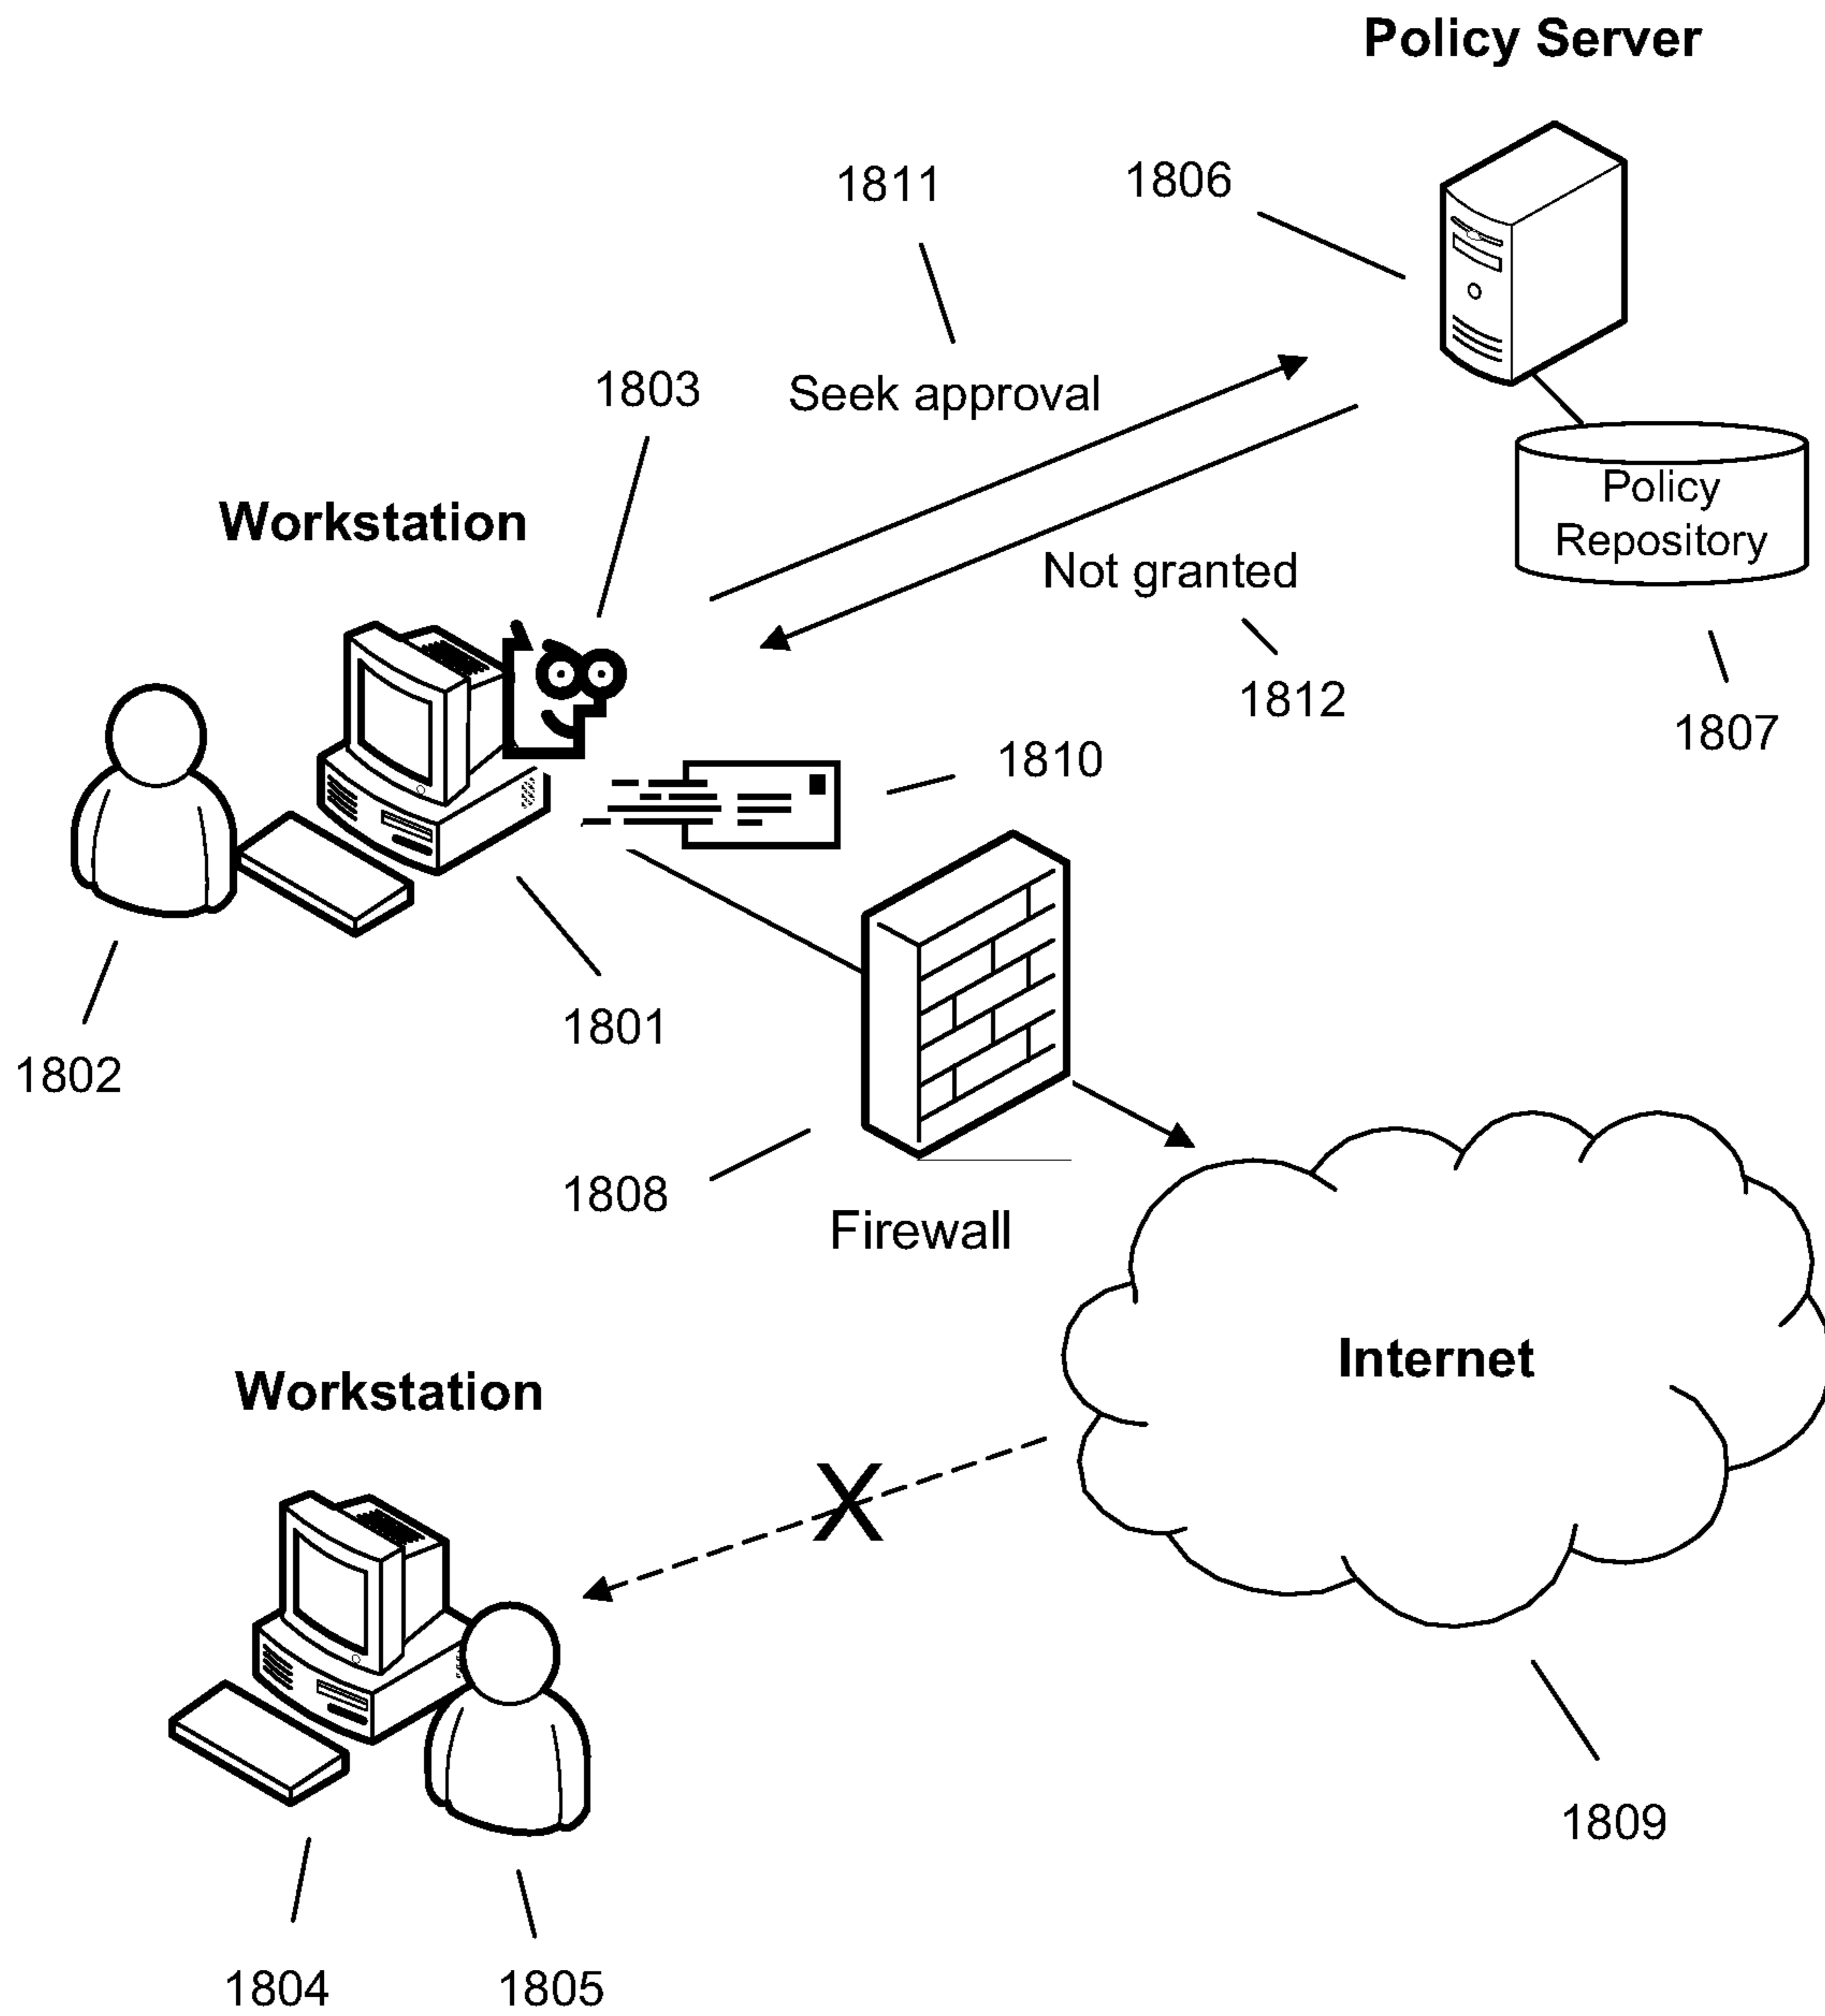 Policy Server
1811
1806
1803
Seek approval
Workstation
Policy
Repository
Not granted
1812
1807
1810
1801
1802
1808
Firewall
Internet
Workstation
X
1809
1804
1805